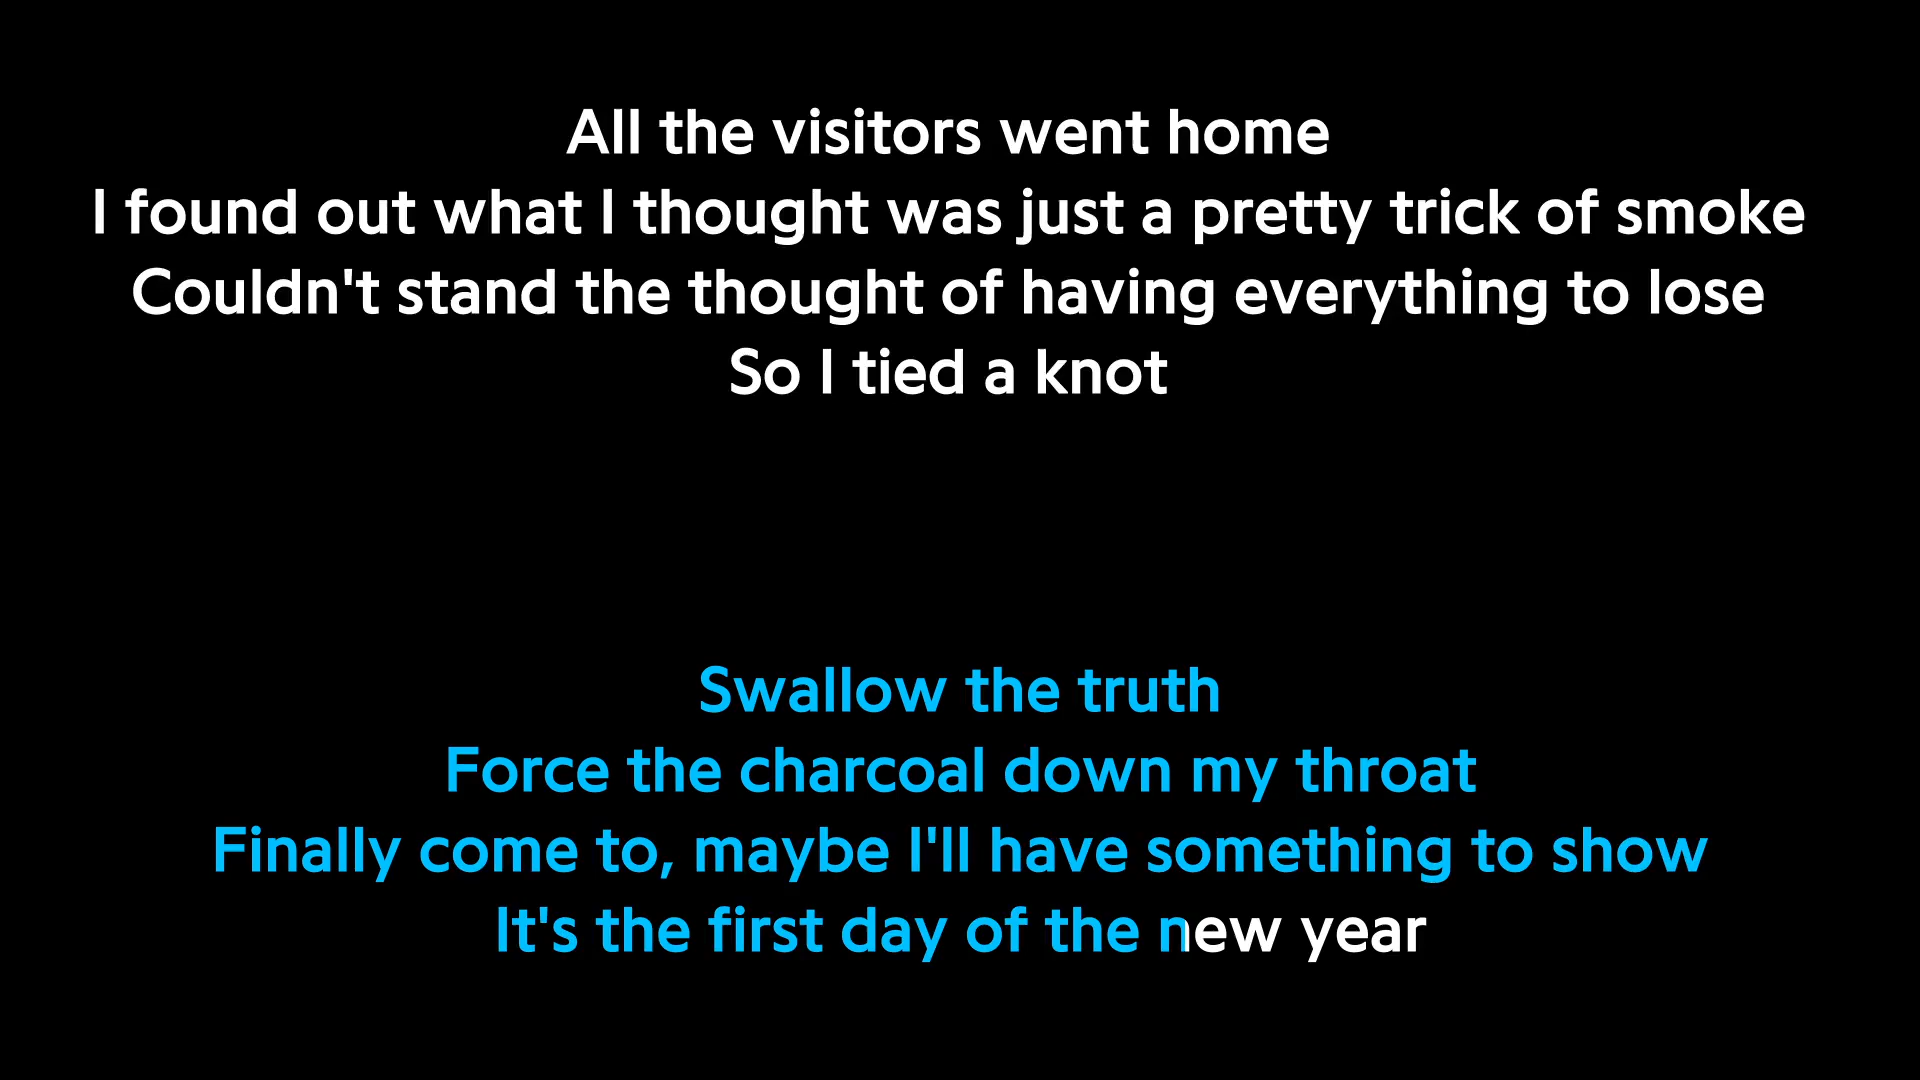 All the visitors went home
I found out what I thought was just a pretty trick of smoke
Couldn't stand the thought of having everything to lose
So I tied a knot
Swallow the truth
Force the charcoal down my throat
Finally come to, maybe I'll have something to show
It's the first day of the new year